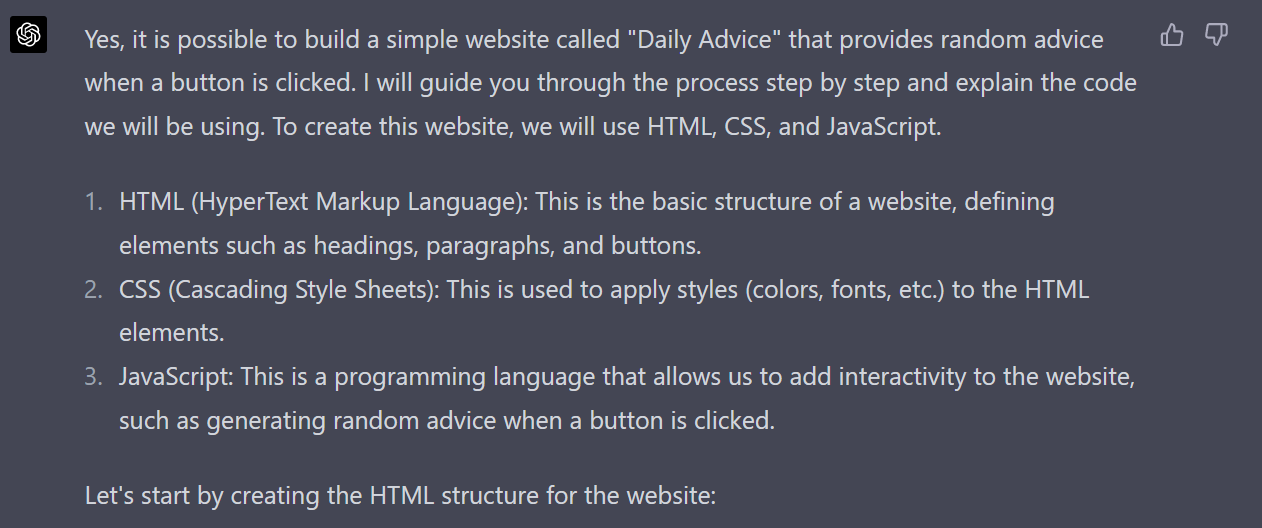 Yes, it is possible to build a simple website called "Daily Advice" that provides random advice
when a button is clicked. I will guide you through the process step by step and explain the code
we will be using. To create this website, we will use HTML, CSS, and JavaScript.
1. HTML (HyperText Markup Language): This is the basic structure of a website, defining
elements such as headings, paragraphs, and buttons.
2. CSS (Cascading Style Sheets): This is used to apply styles (colors, fonts, etc.) to the HTML
elements.
3. JavaScript: This is a programming language that allows us to add interactivity to the website,
such as generating random advice when a button is clicked.
Let's start by creating the HTML structure for the website: